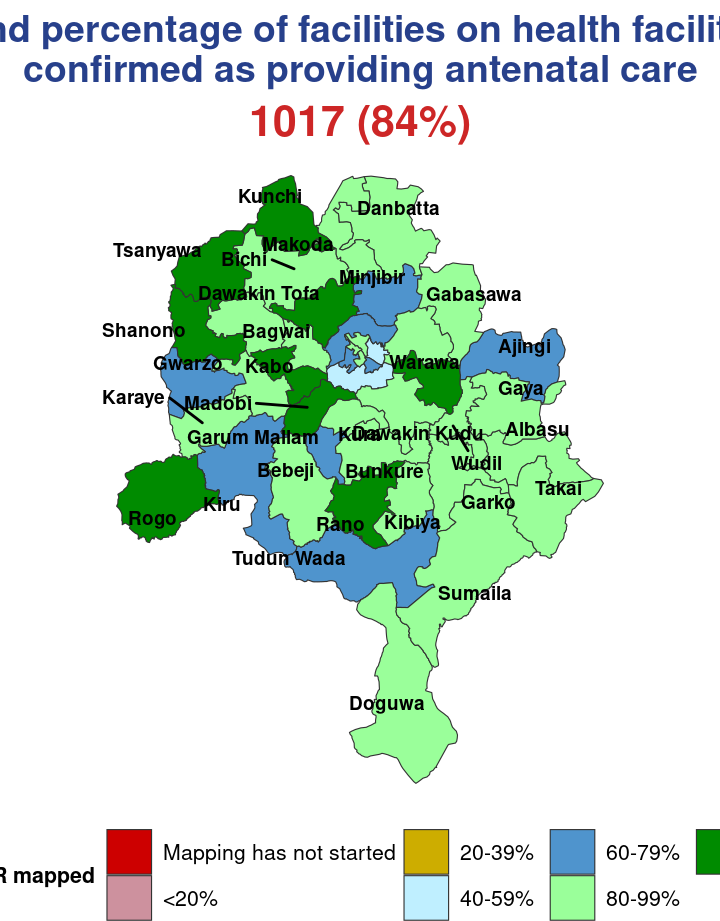 nd percentage of facilities on health facilit
confirmed as providing antenatal care
1017 (84%)
Kunchi
Danbatta
Makoda
Tsanyawa
Bichi
Minjibir
Dawakin Tofa
Gabasawa
Shanono
Bagwai
Ajingi
Gwarzo
Kabo
Warawa
Gaya
Karaye
Madobi
Albasu
Garum Mallam
Kura
Dawakin Kudu
Wudil
Bebeji
Bunkure
Takai
Kiru
Garko
Rogo
Rano
Kibiya
Tudun Wada
Sumaila
Doguwa
Mapping has not started
20-39%
60-79%
R mapped
<20%
40-59%
80-99%